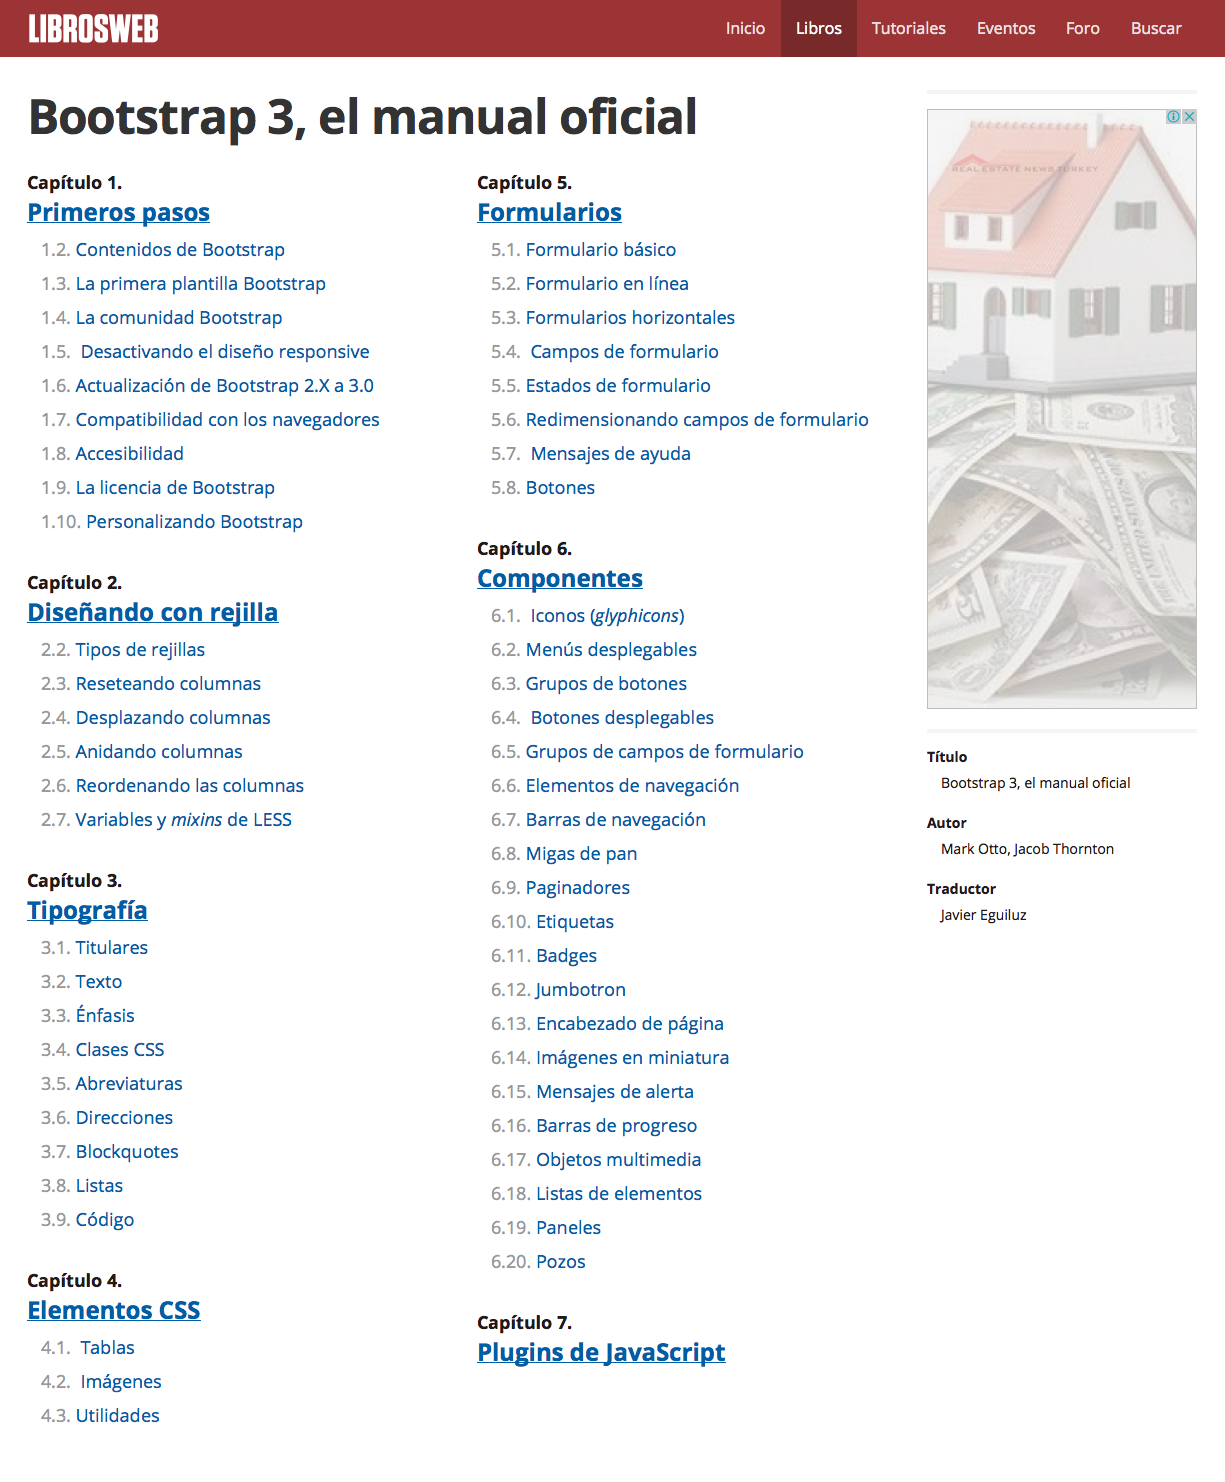 LIBROSWEB
Inicio Libros Tutoriales Eventos Foro Buscar
Bootstrap 3, el manual oficial
Capítulo 1.
Primeros pasos
1.2. Contenidos de Bootstrap
1.3. La primera plantilla Bootstrap
1.4. La comunidad Bootstrap
1.5. Desactivando el diseño responsive
1.6. Actualización de Bootstrap 2.X a 3.0
1.7. Compatibilidad con los navegadores
1.8. Accesibilidad
1.9. La licencia de Bootstrap
1.10. Personalizando Bootstrap
Capítulo 2.
Diseñando con rejilla
2.2. Tipos de rejillas
2.3. Reseteando columnas
2.4. Desplazando columnas
2.5. Anidando columnas
2.6. Reordenando las columnas
2.7. Variables y mixins de LESS
Capítulo 3.
Tipografía
3.1. Titulares
3.2. Texto
3.3. Énfasis
3.4. Clases CSS
3.5. Abreviaturas
3.6. Direcciones
3.7. Blockquotes
3.8. Listas
3.9. Código
Capítulo 4.
Elementos CSS
4.1. Tablas
4.2. Imágenes
4.3. Utilidades
Capítulo 5.
Formularios
5.1. Formulario básico
5.2. Formulario en línea
5.3. Formularios horizontales
5.4. Campos de formulario
5.5. Estados de formulario
5.6. Redimensionando campos de formulario
5.7. Mensajes de ayuda
5.8. Botones
Capítulo 6.
Componentes
6.1. Iconos (glyphicons)
6.2. Menús desplegables
6.3. Grupos de botones
6.4. Botones desplegables
6.5. Grupos de campos de formulario
6.6. Elementos de navegación
6.7. Barras de navegación
6.8. Migas de pan
6.9. Paginadores
6.10. Etiquetas
6.11. Badges
6.12. Jumbotron
6.13. Encabezado de página
6.14. Imágenes en miniatura
6.15. Mensajes de alerta
6.16. Barras de progreso
6.17. Objetos multimedia
6.18. Listas de elementos
6.19. Paneles
6.20. Pozos
Capítulo 7.
Plugins de JavaScript
REAL ESTATE NEWS TURKEY
Título
Bootstrap 3, el manual oficial
Autor
Mark Otto, Jacob Thornton
Traductor
Javier Eguiluz